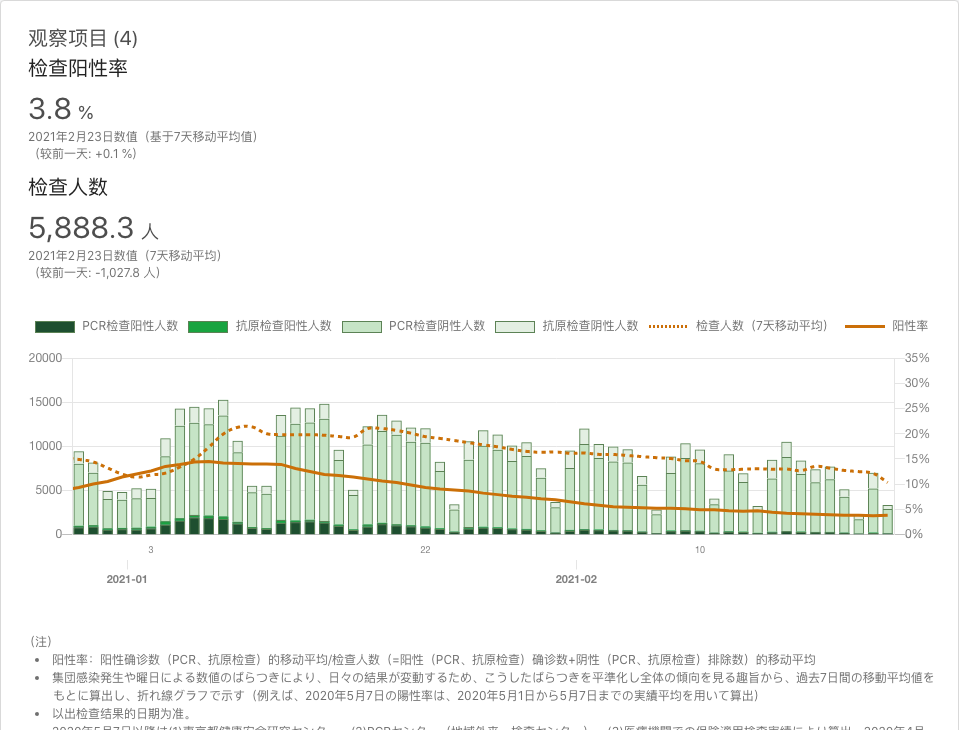 观察项目 (4)
检查阳性率
3.8 %
2021年2月23日数值（基于7天移动平均值）
（较前一天: +0.1 %）
检查人数
5,888.3 人
2021年2月23日数值（7天移动平均）
（较前一天: -1,027.8 人）
PCR检查阳性人数 抗原检查阳性人数 PCR检查阴性人数 抗原检查阴性人数 检查人数（7天移动平均） 阳性率
20000 35%
30%
15000 25%
20%
10000 15%
5000 10%
5%
0 0%
3 22 10
2021-01 2021-02
(注)
• 阳性率：阳性确诊数（PCR、抗原检查）的移动平均/检查人数（=阳性（PCR、抗原检查）确诊数+阴性（PCR、抗原检查）排除数）的移动平均
• 集団感染発生や曜日による数値のばらつきにより、日々の結果が変動するため、こうしたばらつきを平準化し全体の傾向を見る趣旨から、過去7日間の移動平均値を
もとに算出し、折れ線グラフで示す（例えば、2020年5月7日の陽性率は、2020年5月1日から5月7日までの実績平均を用いて算出）
• 以出检查结果的日期为准。